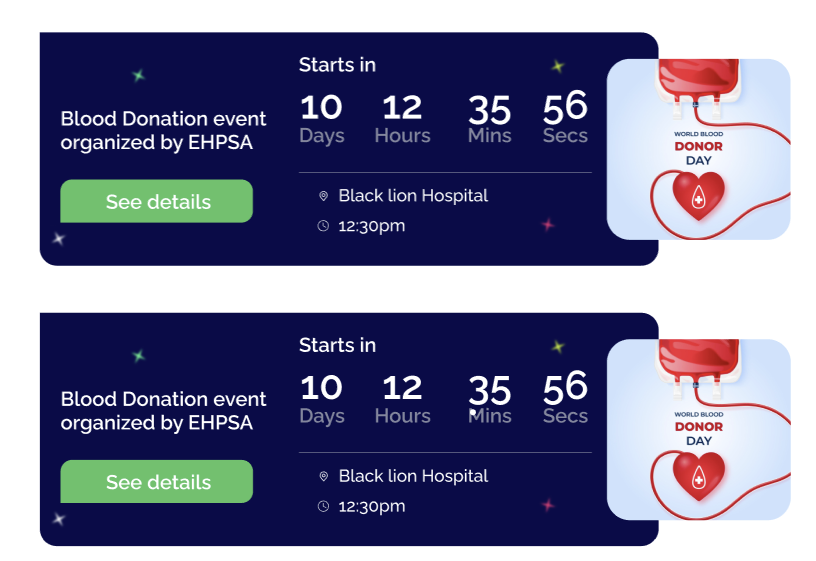 Blood Donation event
organized by EHPSA
See details
Starts in
10 12 35 56
Days Hours Mins Secs
Black lion Hospital
12:30pm
WORLD BLOOD
DONOR
DAY
Blood Donation event
organized by EHPSA
See details
Starts in
10 12 35 56
Days Hours Mins Secs
Black lion Hospital
12:30pm
WORLD BLOOD
DONOR
DAY